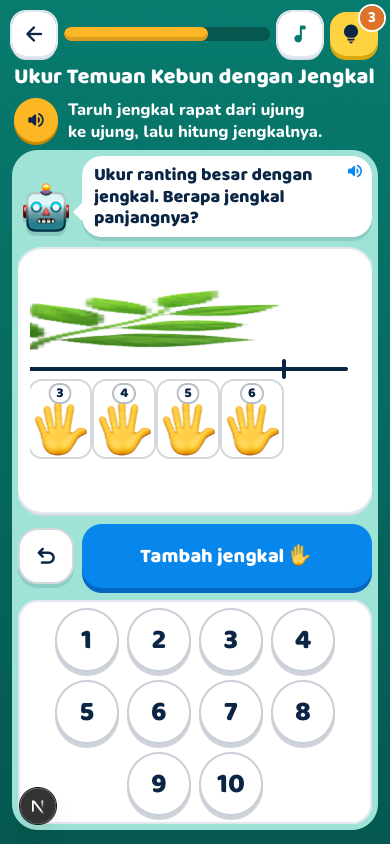 3
Ukur Temuan Kebun dengan Jengkal
Taruh jengkal rapat dari ujung
ke ujung, lalu hitung jengkalnya.
Ukur ranting besar dengan
jengkal. Berapa jengkal
panjangnya?
3 4 5 6
Tambah jengkal
1 2 3 4
5 6 7 8
9 10
N